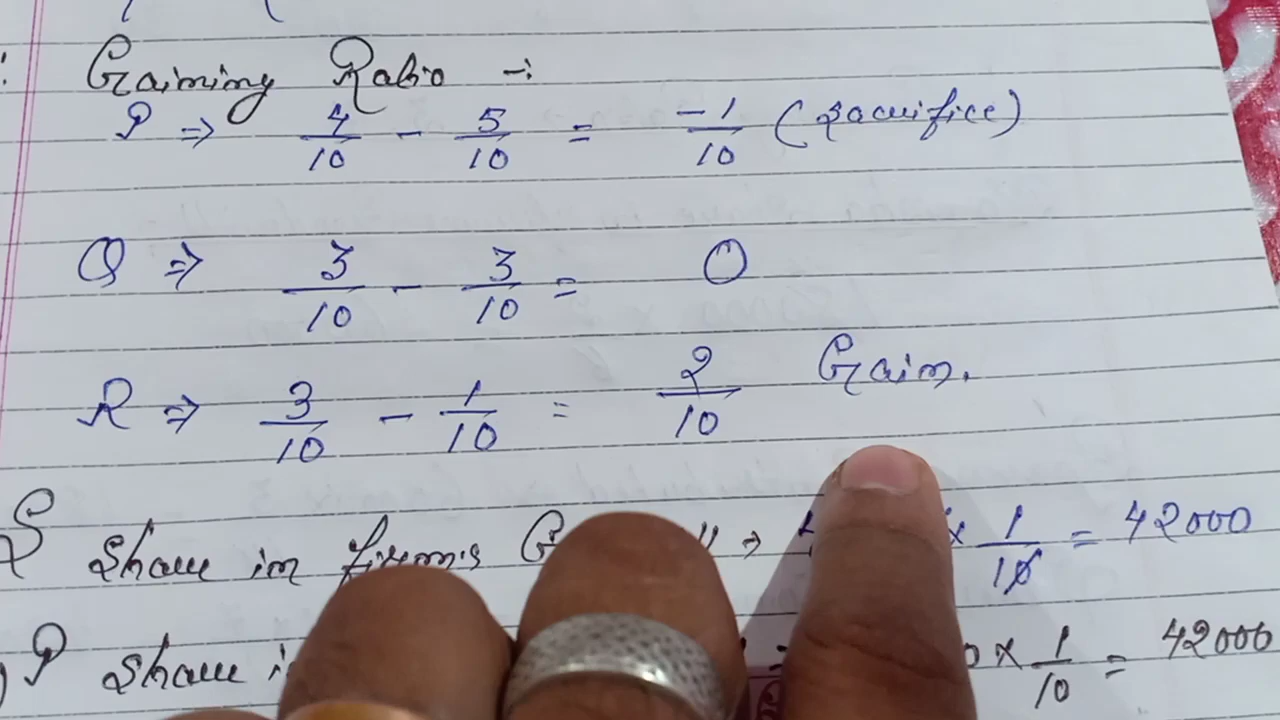 Gaining Ratio -:
P ⇒ 4/10 - 5/10 = -1/10 (sacrifice)
Q ⇒ 3/10 - 3/10 = 0
R ⇒ 3/10 - 1/10 = 2/10 Gain.
S share in firm's × 1/10 = 42000
P share × 1/10 = 42000